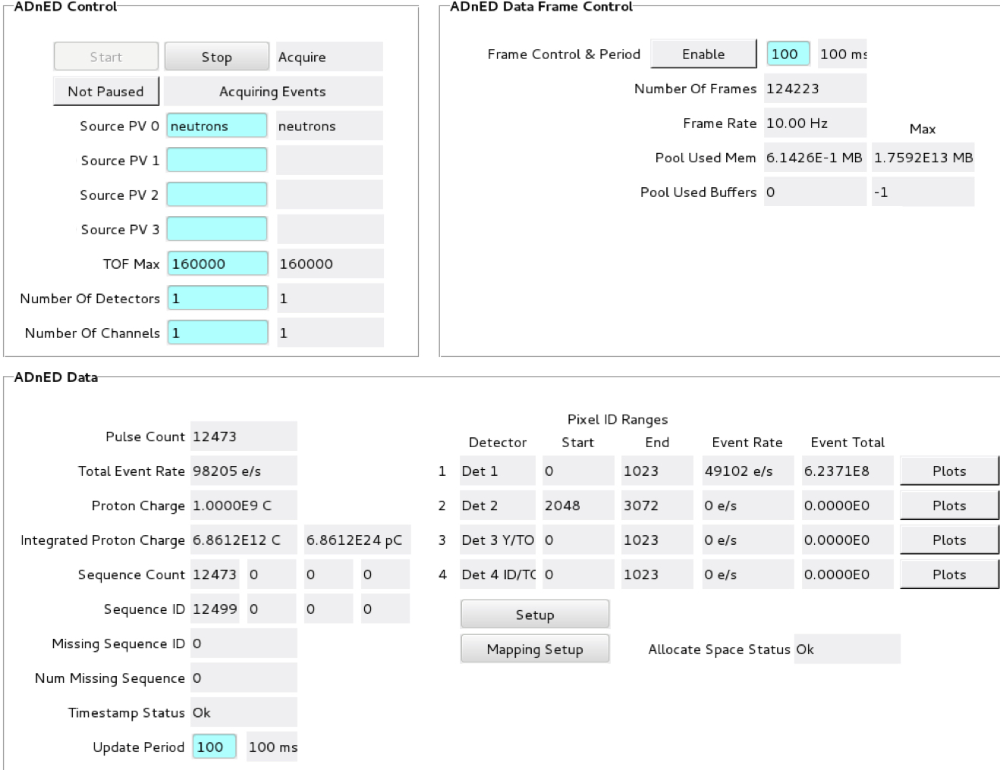 ADnED Control
Start Stop Acquire
Not Paused Acquiring Events
Source PV 0 neutrons neutrons
Source PV 1
Source PV 2
Source PV 3
TOF Max 160000 160000
Number Of Detectors 1 1
Number Of Channels 1 1
ADnED Data Frame Control
Frame Control & Period Enable 100 100 ms
Number Of Frames 124223
Frame Rate 10.00 Hz
Max
Pool Used Mem 6.1426E-1 MB 1.7592E13 MB
Pool Used Buffers 0 -1
ADnED Data
Pulse Count 12473
Total Event Rate 98205 e/s
Proton Charge 1.0000E9 C
Integrated Proton Charge 6.8612E12 C 6.8612E24 pC
Sequence Count 12473 0 0 0
Sequence ID 12499 0 0 0
Missing Sequence ID 0
Num Missing Sequence 0
Timestamp Status Ok
Update Period 100 100 ms
Pixel ID Ranges
Detector Start End Event Rate Event Total
1 Det 1 0 1023 49102 e/s 6.2371E8 Plots
2 Det 2 2048 3072 0 e/s 0.0000E0 Plots
3 Det 3 Y/TO 0 1023 0 e/s 0.0000E0 Plots
4 Det 4 ID/TO 0 1023 0 e/s 0.0000E0 Plots
Setup
Mapping Setup Allocate Space Status Ok